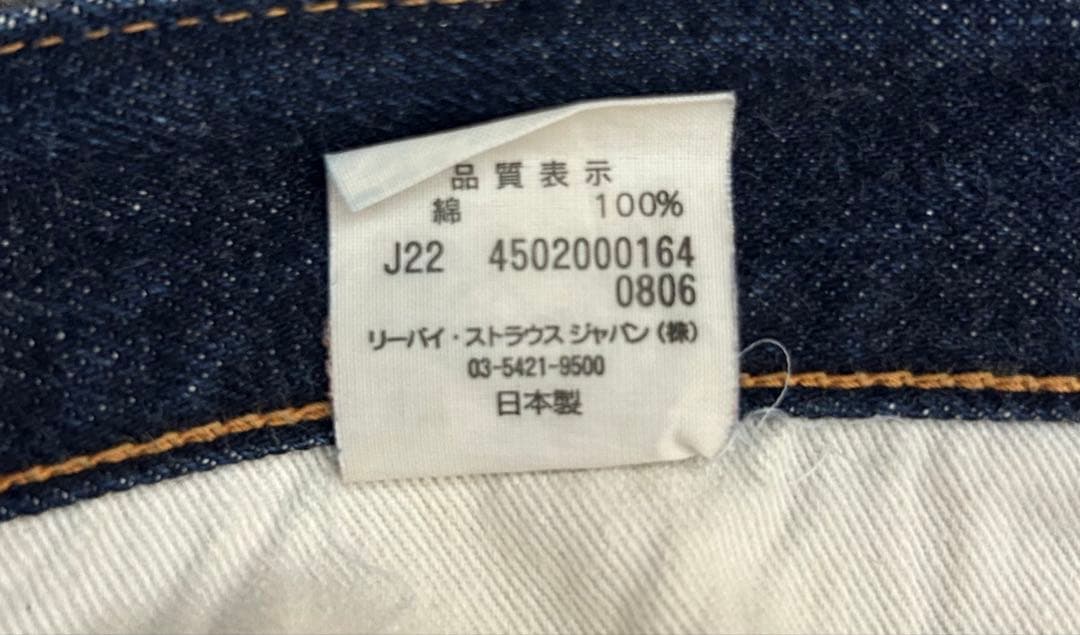 品質表示
綿 100%
J22 4502000164
0806
リーバイ・ストラウス ジャパン(株)
03-5421-9500
日本製